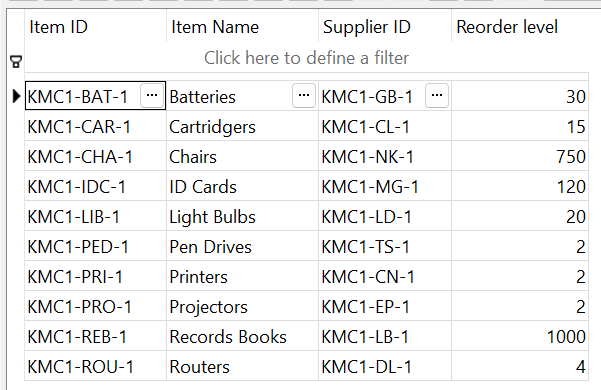 Item ID Item Name Supplier ID Reorder level
Click here to define a filter
KMC1-BAT-1 ... Batteries ... KMC1-GB-1 ... 30
KMC1-CAR-1 Cartridgers KMC1-CL-1 15
KMC1-CHA-1 Chairs KMC1-NK-1 750
KMC1-IDC-1 ID Cards KMC1-MG-1 120
KMC1-LIB-1 Light Bulbs KMC1-LD-1 20
KMC1-PED-1 Pen Drives KMC1-TS-1 2
KMC1-PRI-1 Printers KMC1-CN-1 2
KMC1-PRO-1 Projectors KMC1-EP-1 2
KMC1-REB-1 Records Books KMC1-LB-1 1000
KMC1-ROU-1 Routers KMC1-DL-1 4